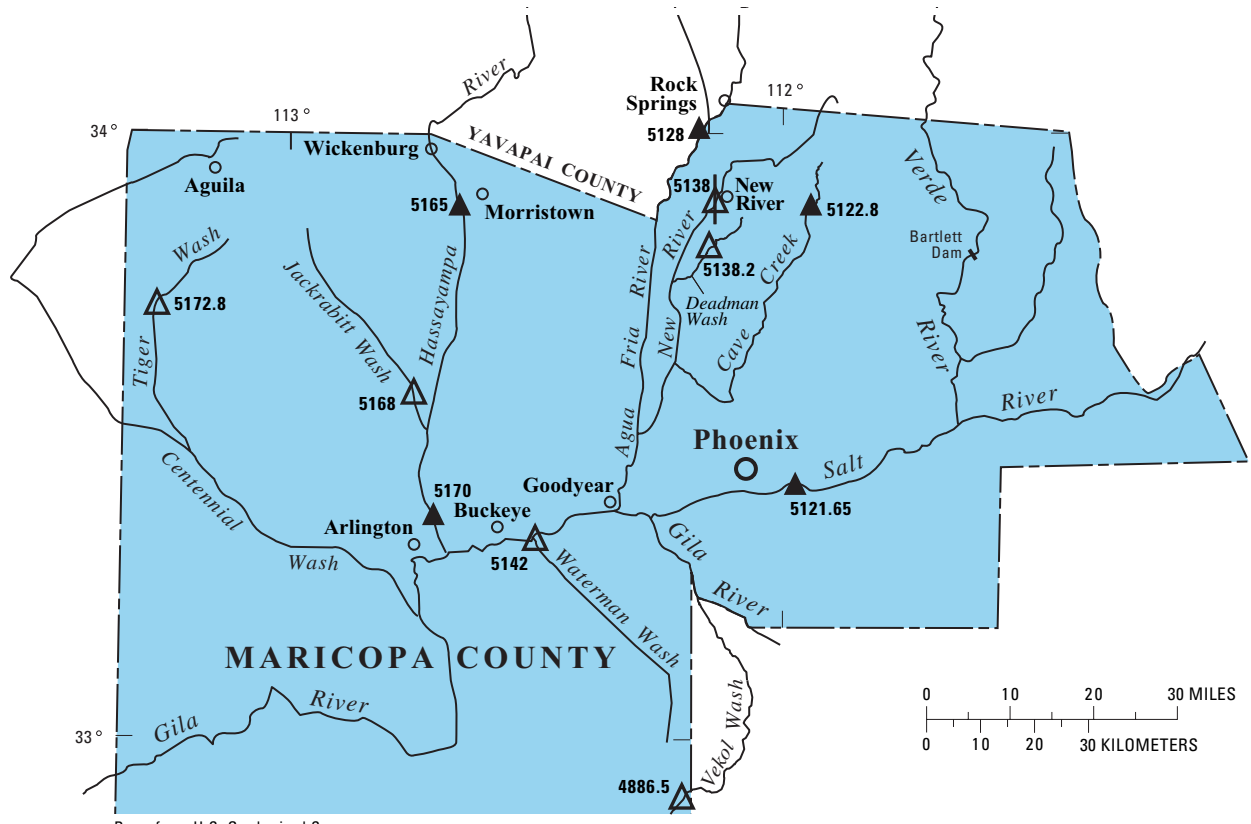 River
Rock
Springs
112°
113°
34°
5128
Wickenburg
YAVAPAI COUNTY
Verde
Aguila
5138
New
River
5165
Morristown
5122.8
Wash
River
Bartlett
Dam
5138.2
Creek
River
Jackrabitt Wash
Hassayampa
Deadman
Wash
5172.8
Tiger
Fria
New
Cave
River
5168
River
Agua
Phoenix
Salt
Centennial
5170
Goodyear
Buckeye
5121.65
Arlington
Gila
Wash
5142
Waterman Wash
River
MARICOPA COUNTY
River
Gila
Vekol Wash
0 10 20 30 MILES
0 10 20 30 KILOMETERS
33°
4886.5